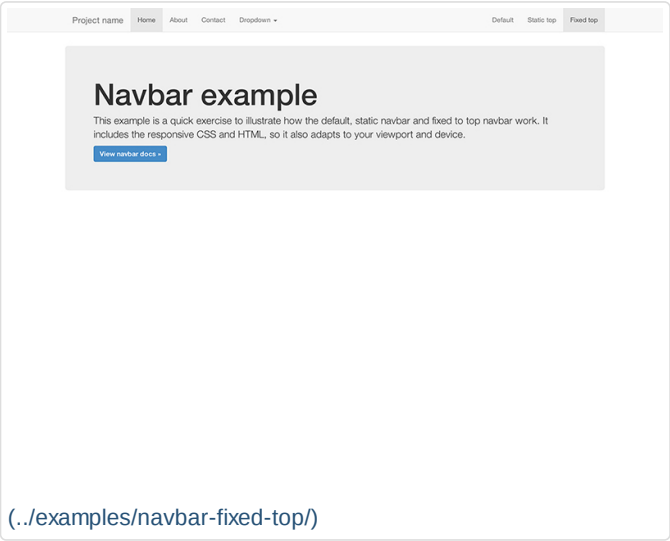 Project name Home About Contact Dropdown Default Static top Fixed top
Navbar example
This example is a quick exercise to illustrate how the default, static navbar and fixed to top navbar work. It
includes the responsive CSS and HTML, so it also adapts to your viewport and device.
View navbar docs »
(../examples/navbar-fixed-top/)